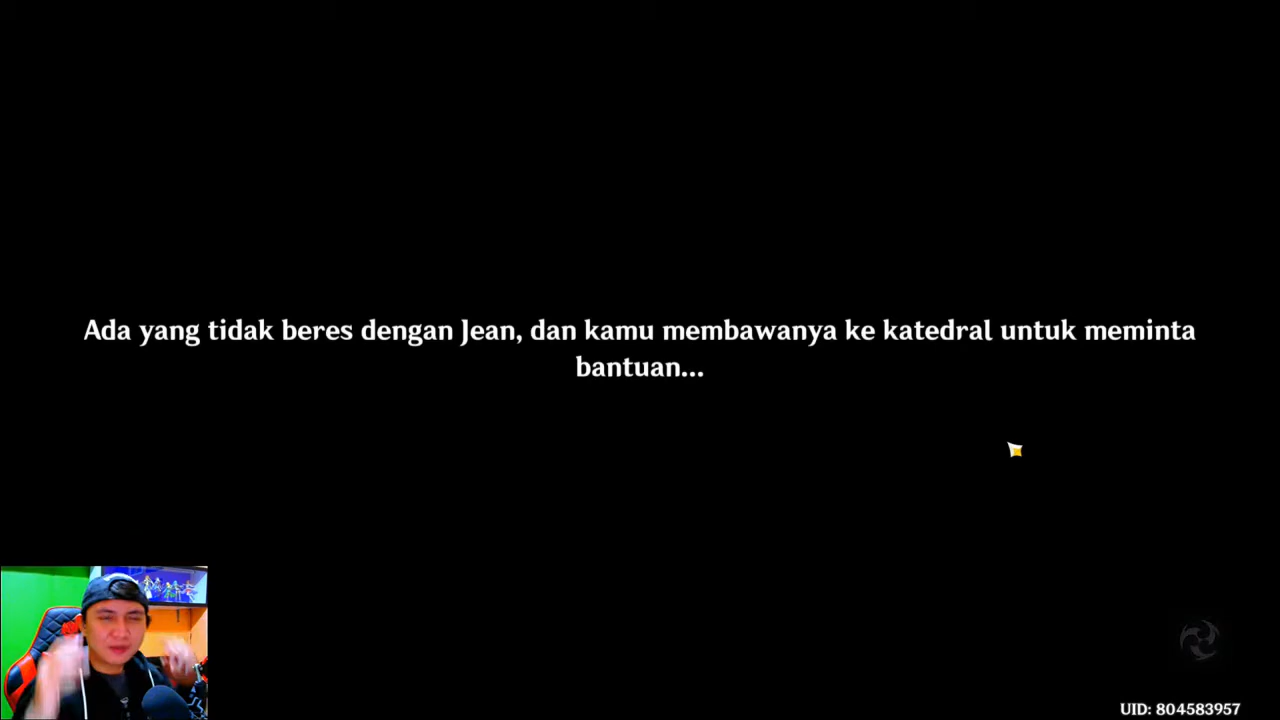 Ada yang tidak beres dengan Jean, dan kamu membawanya ke katedral untuk meminta
bantuan...
UID: 804583957